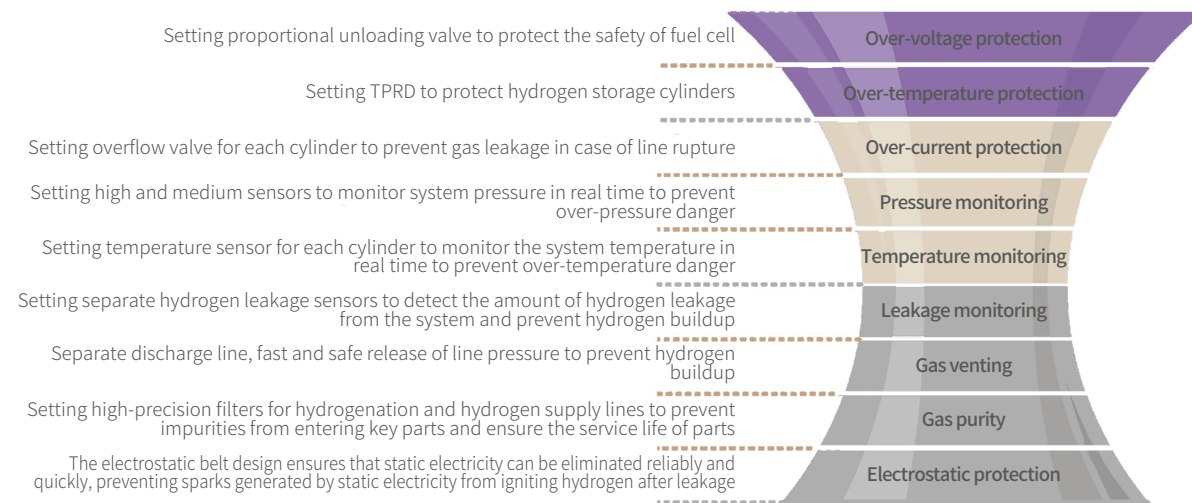 Setting proportional unloading valve to protect the safety of fuel cell
Over-voltage protection
Setting TPRD to protect hydrogen storage cylinders
Over-temperature protection
Setting overflow valve for each cylinder to prevent gas leakage in case of line rupture
Over-current protection
Setting high and medium sensors to monitor system pressure in real time to prevent
over-pressure danger
Pressure monitoring
Setting temperature sensor for each cylinder to monitor the system temperature in
real time to prevent over-temperature danger
Temperature monitoring
Setting separate hydrogen leakage sensors to detect the amount of hydrogen leakage
from the system and prevent hydrogen buildup
Leakage monitoring
Separate discharge line, fast and safe release of line pressure to prevent hydrogen
buildup
Gas venting
Setting high-precision filters for hydrogenation and hydrogen supply lines to prevent
impurities from entering key parts and ensure the service life of parts
Gas purity
The electrostatic belt design ensures that static electricity can be eliminated reliably and
quickly, preventing sparks generated by static electricity from igniting hydrogen after leakage
Electrostatic protection